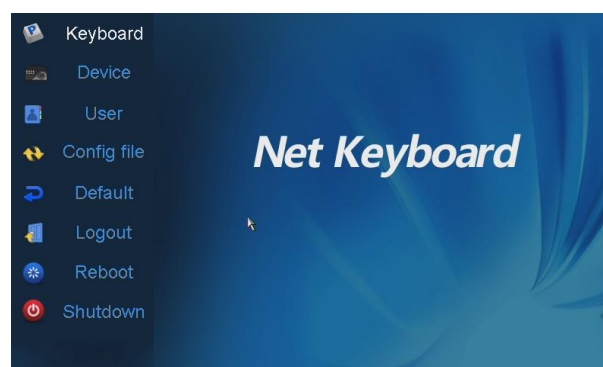 Keyboard
Device
User
Config file
Default
Logout
Reboot
Shutdown
Net Keyboard